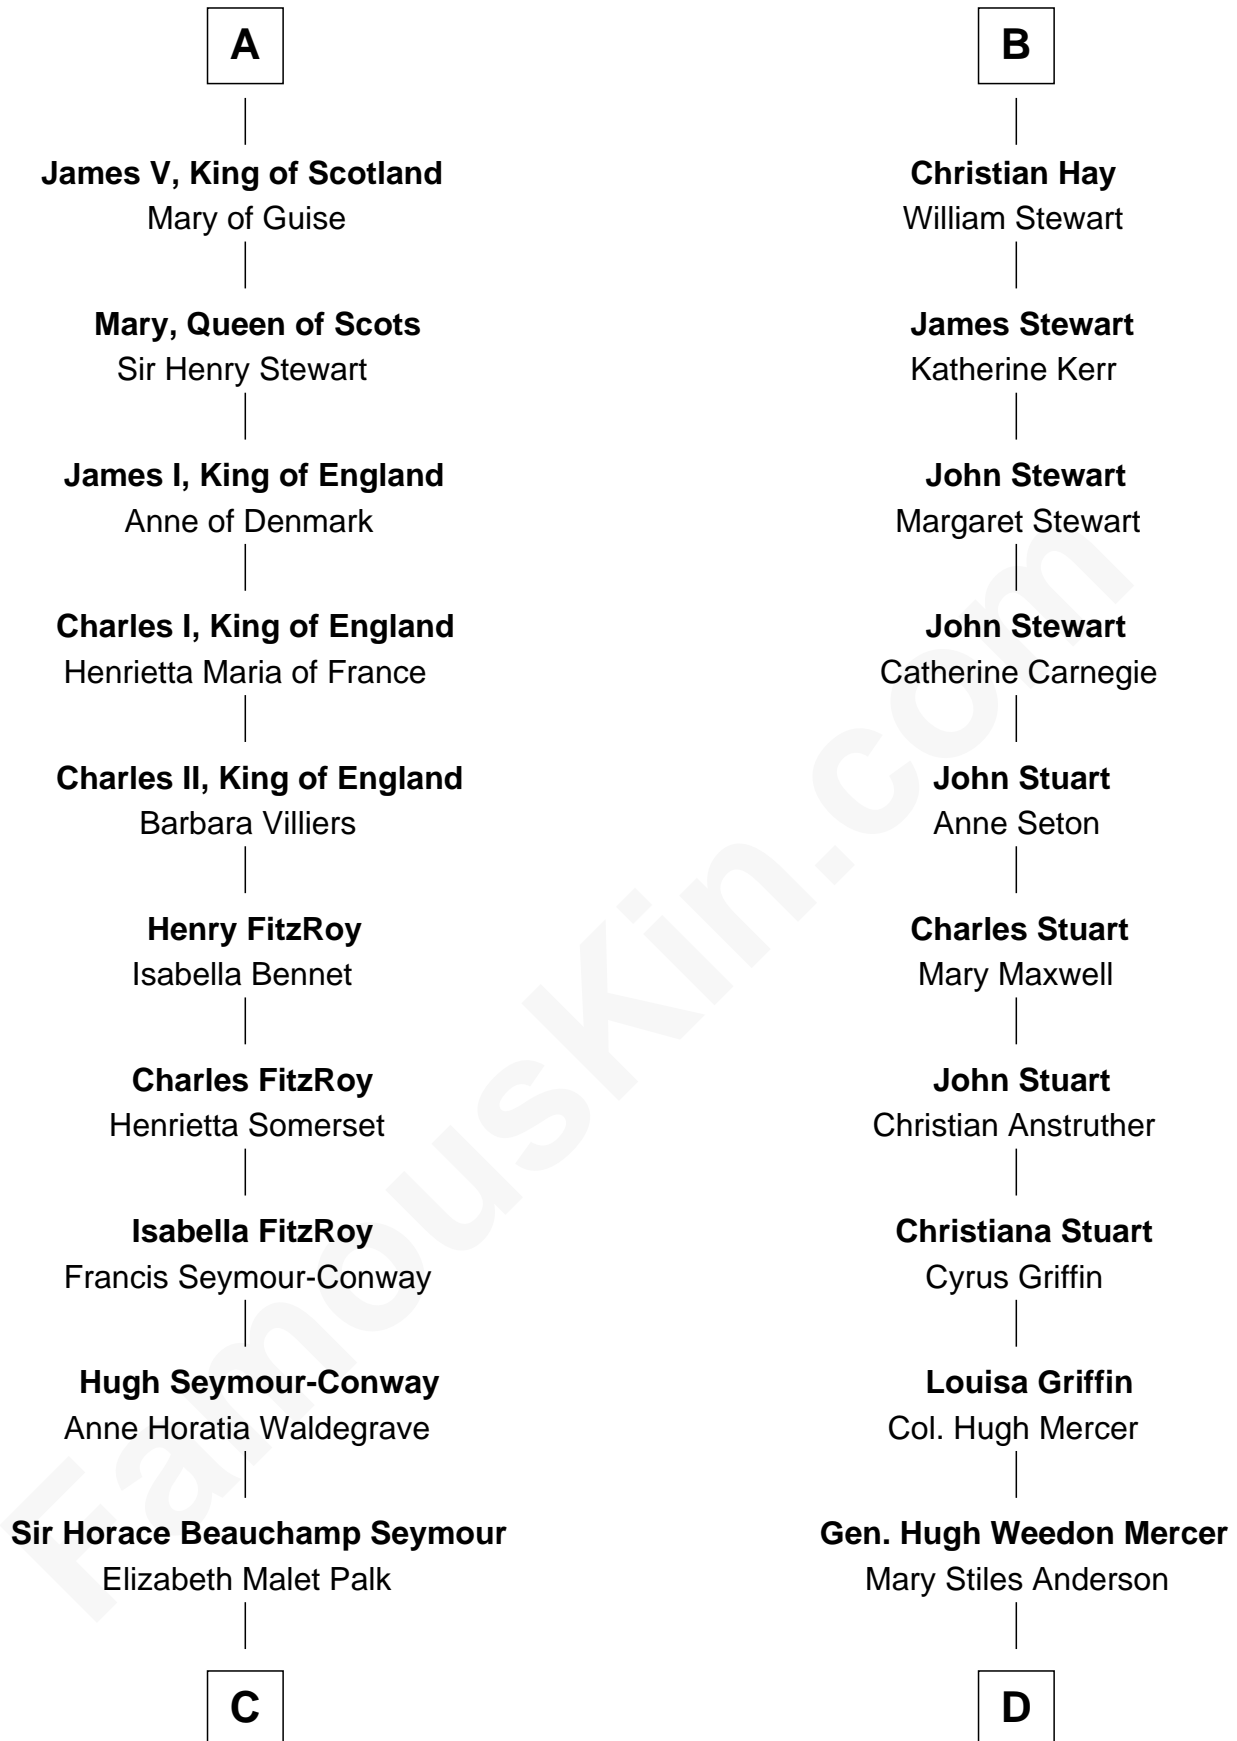 A
James V, King of Scotland
Mary of Guise
Mary, Queen of Scots
Sir Henry Stewart
James I, King of England
Anne of Denmark
Charles I, King of England
Henrietta Maria of France
Charles II, King of England
Barbara Villiers
Henry FitzRoy
Isabella Bennet
Charles FitzRoy
Henrietta Somerset
Isabella FitzRoy
Francis Seymour-Conway
Hugh Seymour-Conway
Anne Horatia Waldegrave
Sir Horace Beauchamp Seymour
Elizabeth Malet Palk
C
B
Christian Hay
William Stewart
James Stewart
Katherine Kerr
John Stewart
Margaret Stewart
John Stewart
Catherine Carnegie
John Stuart
Anne Seton
Charles Stuart
Mary Maxwell
John Stuart
Christian Anstruther
Christiana Stuart
Cyrus Griffin
Louisa Griffin
Col. Hugh Mercer
Gen. Hugh Weedon Mercer
Mary Stiles Anderson
D
FamousKin.com